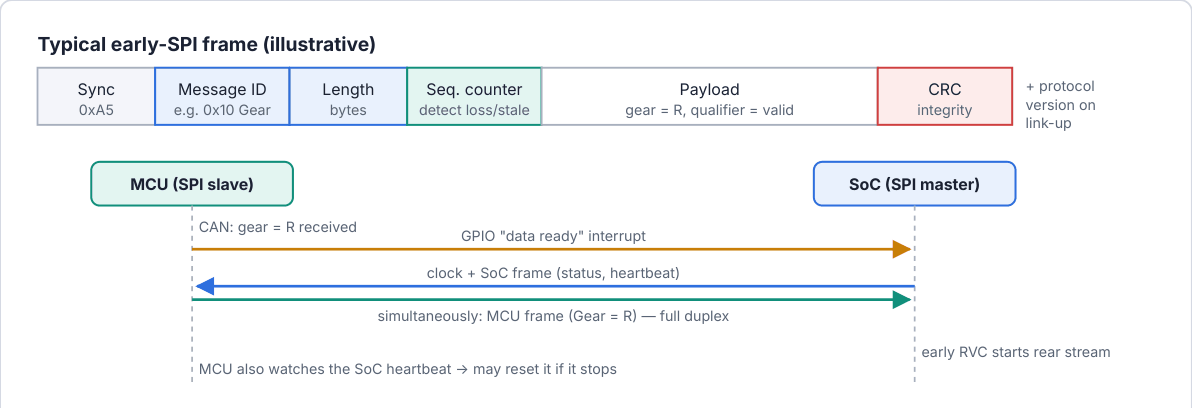 Typical early-SPI frame (illustrative)
Sync
0xA5
Message ID
e.g. 0x10 Gear
Length
bytes
Seq. counter
detect loss/stale
Payload
gear = R, qualifier = valid
CRC
integrity
+ protocol
version on
link-up
MCU (SPI slave)
SoC (SPI master)
CAN: gear = R received
GPIO "data ready" interrupt
clock + SoC frame (status, heartbeat)
simultaneously: MCU frame (Gear = R) — full duplex
early RVC starts rear stream
MCU also watches the SoC heartbeat → may reset it if it stops